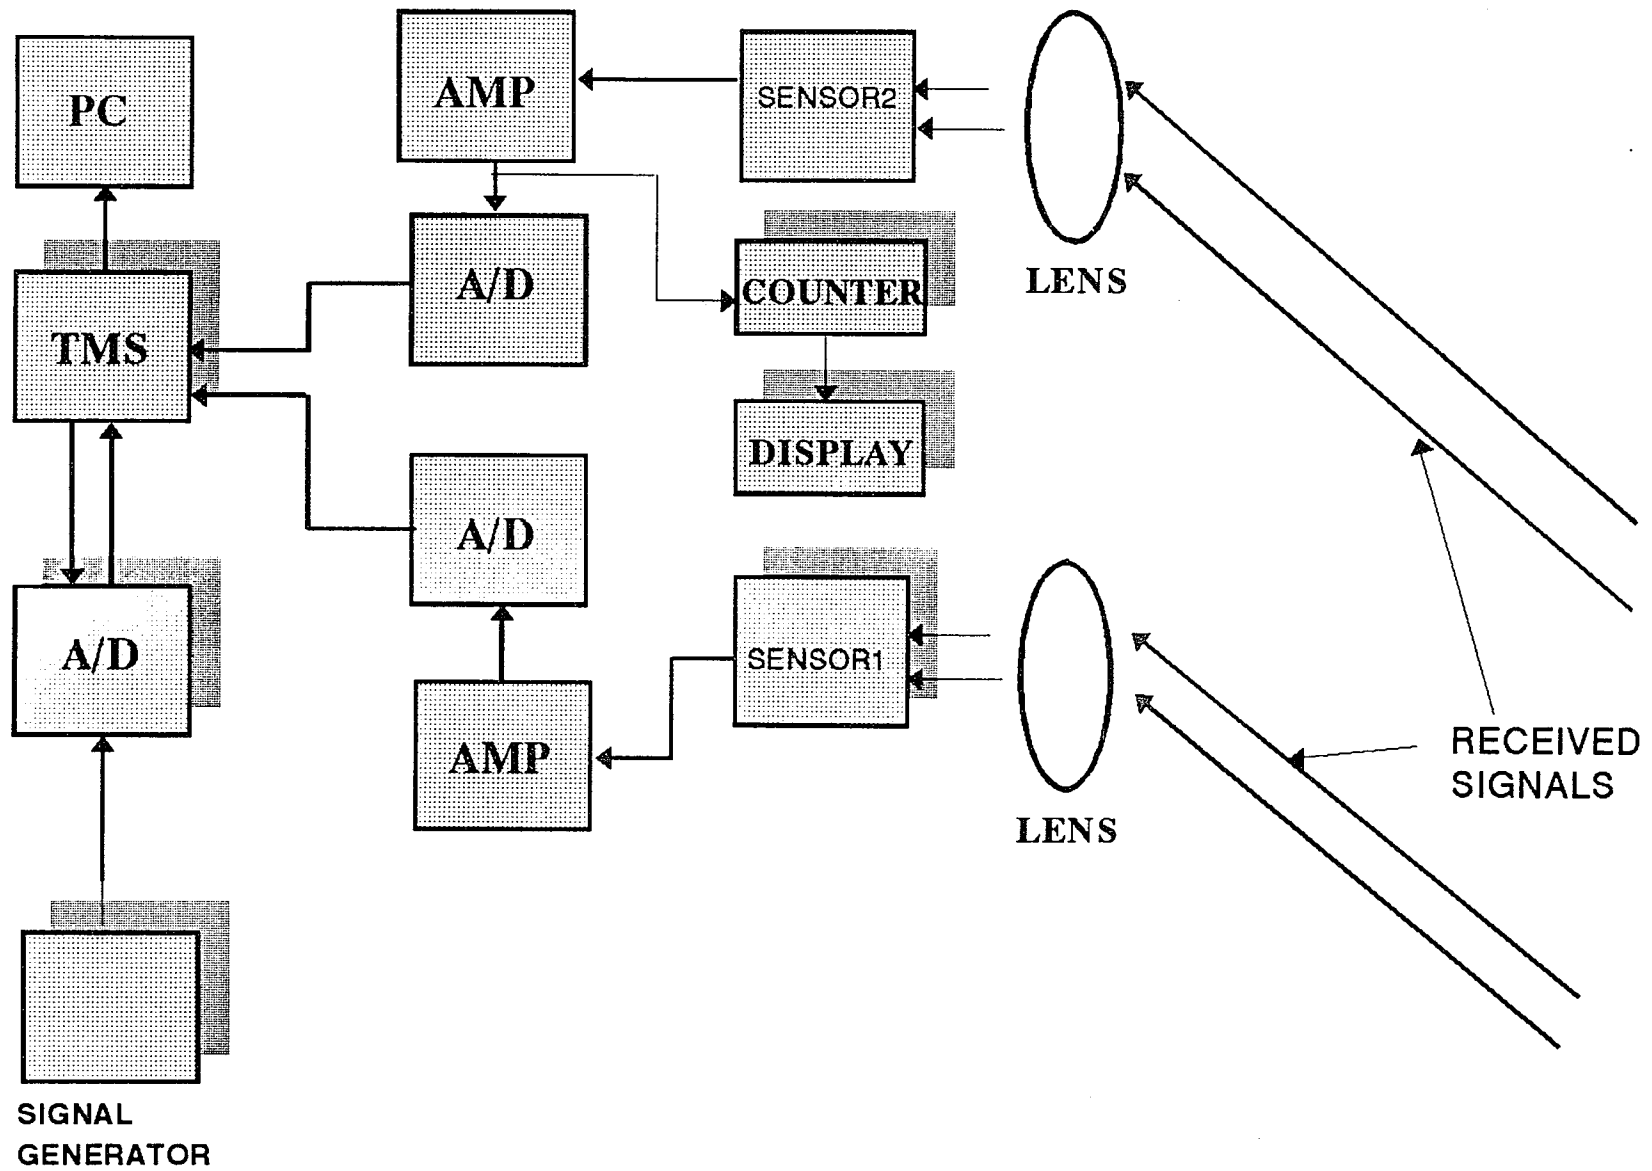 PC
AMP
SENSOR2
LENS
A/D
COUNTER
TMS
DISPLAY
A/D
A/D
SENSOR1
AMP
RECEIVED
SIGNALS
LENS
SIGNAL
GENERATOR